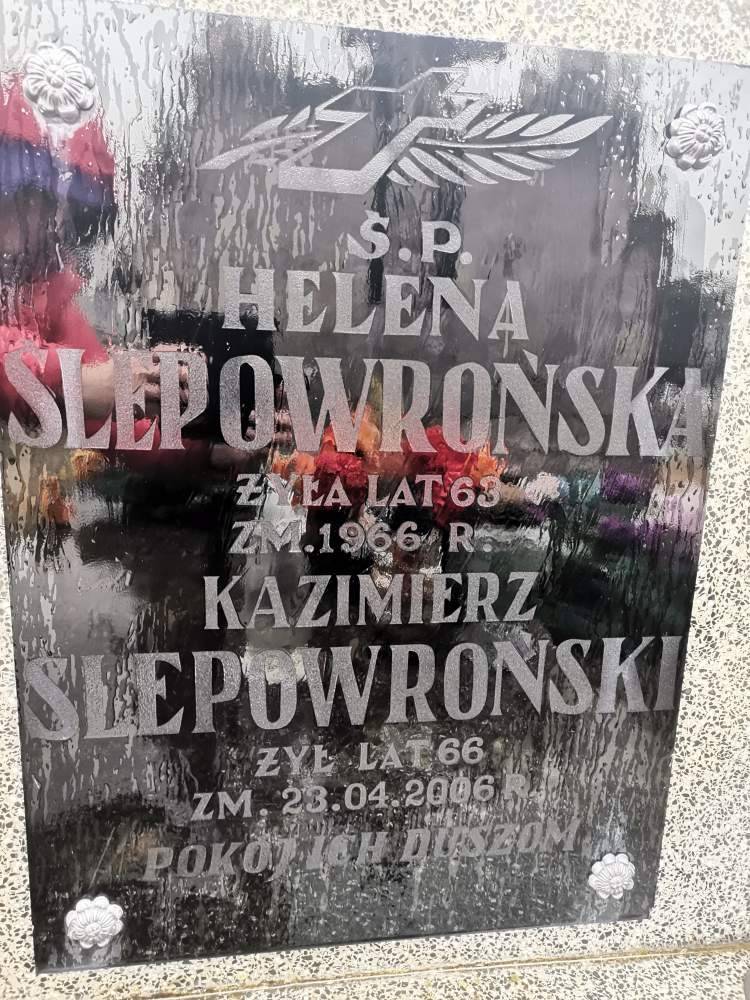 Ś.P.
HELENA
ŚLEPOWROŃSKA
ŻYŁA LAT 63
ZM. 1966 R.
KAZIMIERZ
ŚLEPOWROŃSKI
ŻYŁ LAT 66
ZM. 23.04.2006 R.
POKÓJ ICH DUSZOM